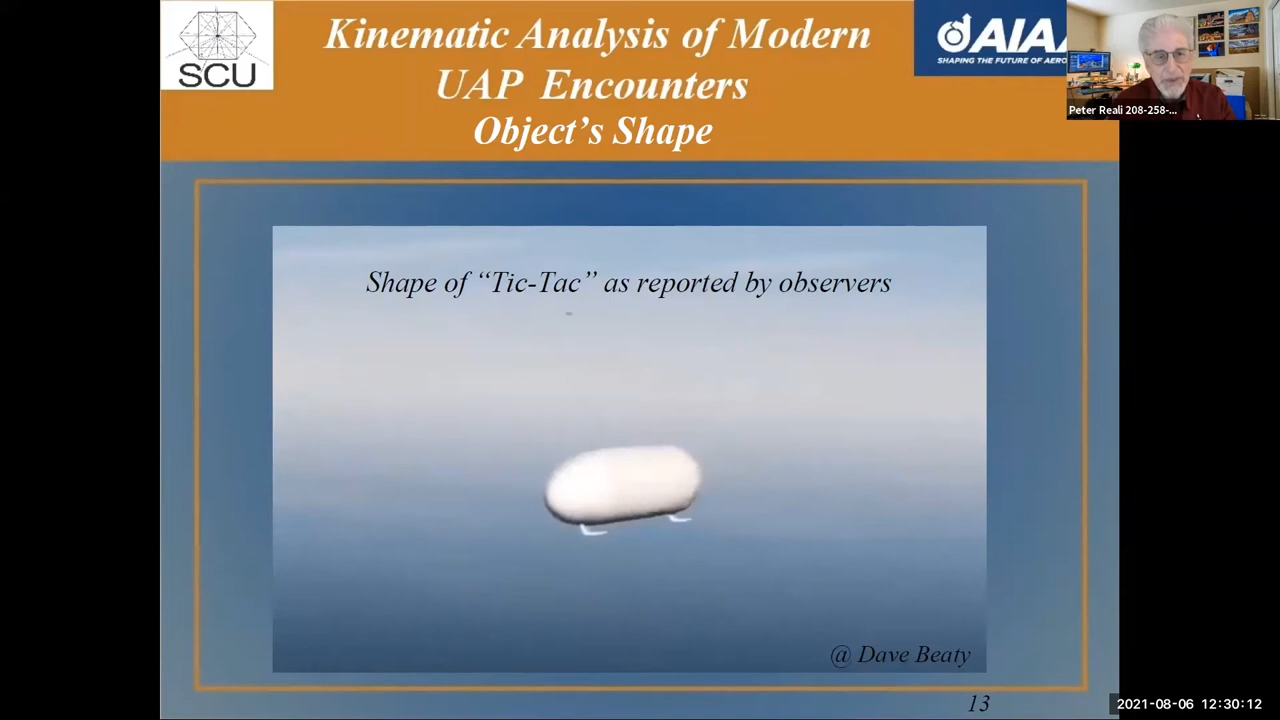 SCU
Kinematic Analysis of Modern
UAP Encounters
Object's Shape
AIAA
SHAPING THE FUTURE OF AERO
Peter Reali 208-258-...
Shape of “Tic-Tac” as reported by observers
@ Dave Beaty
13
2021-08-06 12:30:12